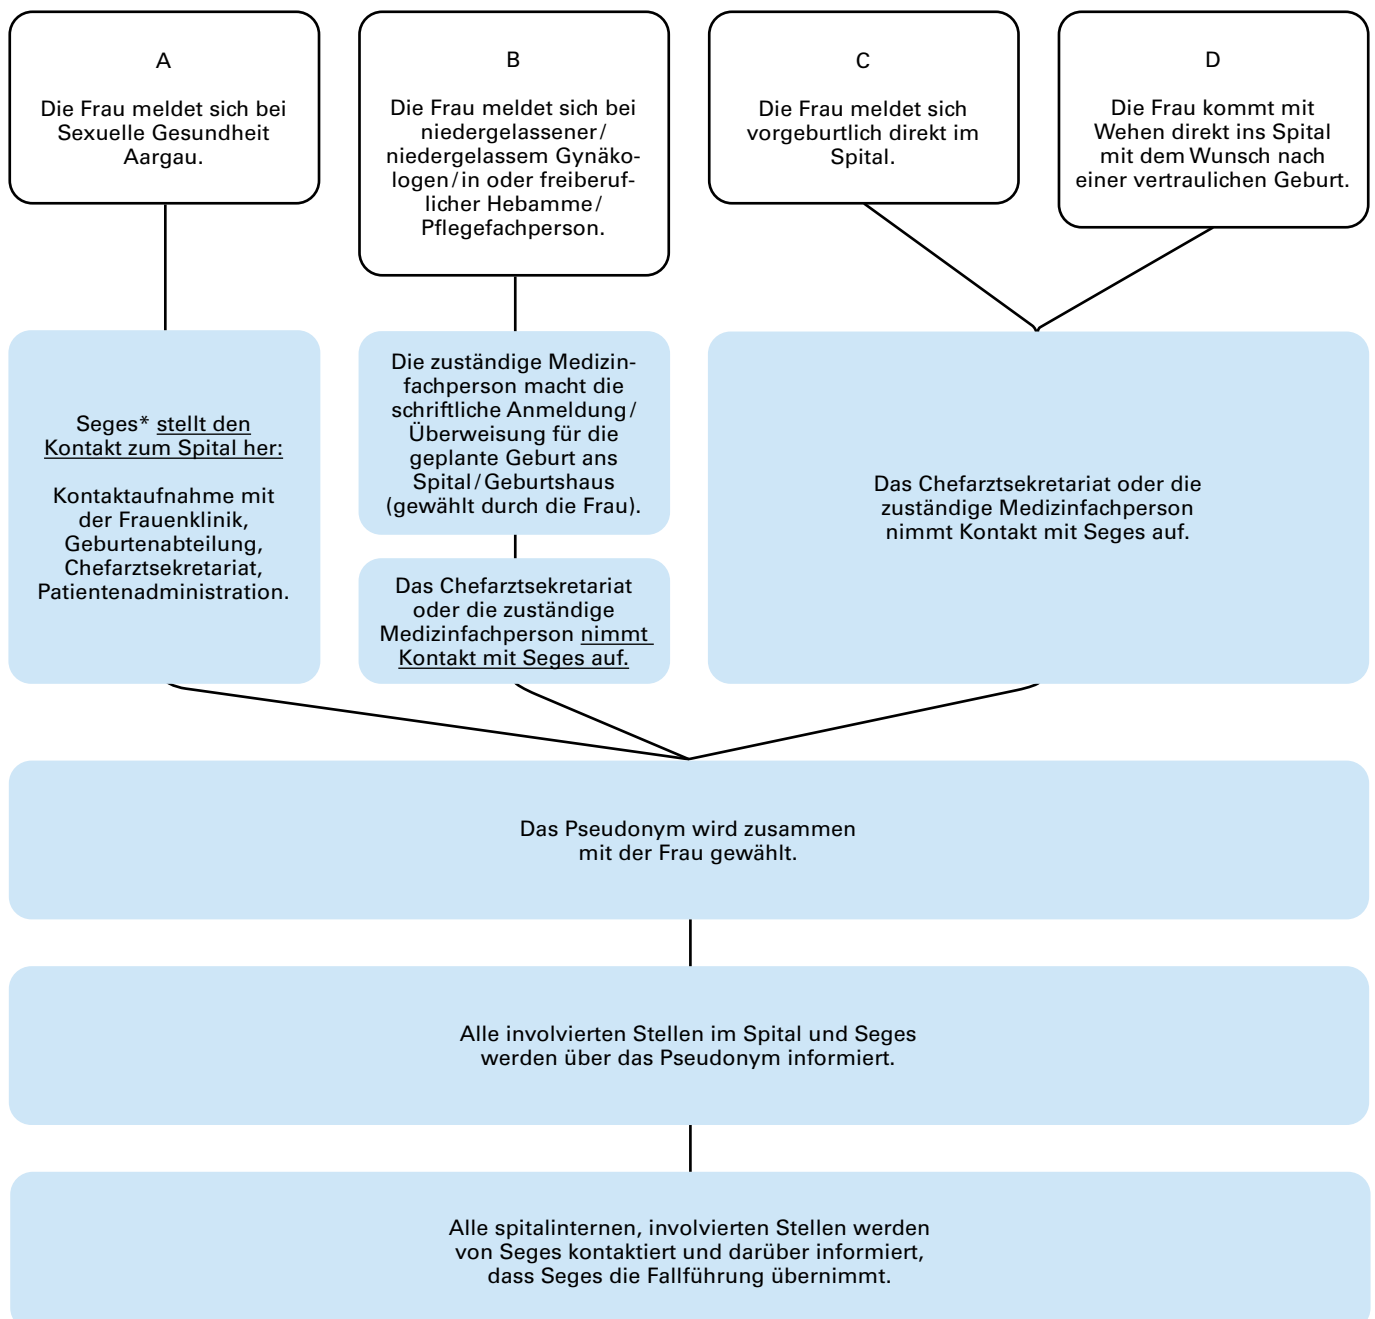 A
Die Frau meldet sich bei
Sexuelle Gesundheit
Aargau.
B
Die Frau meldet sich bei
niedergelassener/
niedergelassem Gynäko-
logen/in oder freiberuf-
licher Hebamme/
Pflegefachperson.
C
Die Frau meldet sich
vorgeburtlich direkt im
Spital.
D
Die Frau kommt mit
Wehen direkt ins Spital
mit dem Wunsch nach
einer vertraulichen Geburt.
Seges* stellt den
Kontakt zum Spital her:
Kontaktaufnahme mit
der Frauenklinik,
Geburtenabteilung,
Chefarztsekretariat,
Patientenadministration.
Die zuständige Medizin-
fachperson macht die
schriftliche Anmeldung/
Überweisung für die
geplante Geburt ans
Spital/Geburtshaus
(gewählt durch die Frau).
Das Chefarztsekretariat
oder die zuständige
Medizinfachperson nimmt
Kontakt mit Seges auf.
Das Chefarztsekretariat oder die
zuständige Medizinfachperson
nimmt Kontakt mit Seges auf.
Das Pseudonym wird zusammen
mit der Frau gewählt.
Alle involvierten Stellen im Spital und Seges
werden über das Pseudonym informiert.
Alle spitalinternen, involvierten Stellen werden
von Seges kontaktiert und darüber informiert,
dass Seges die Fallführung übernimmt.